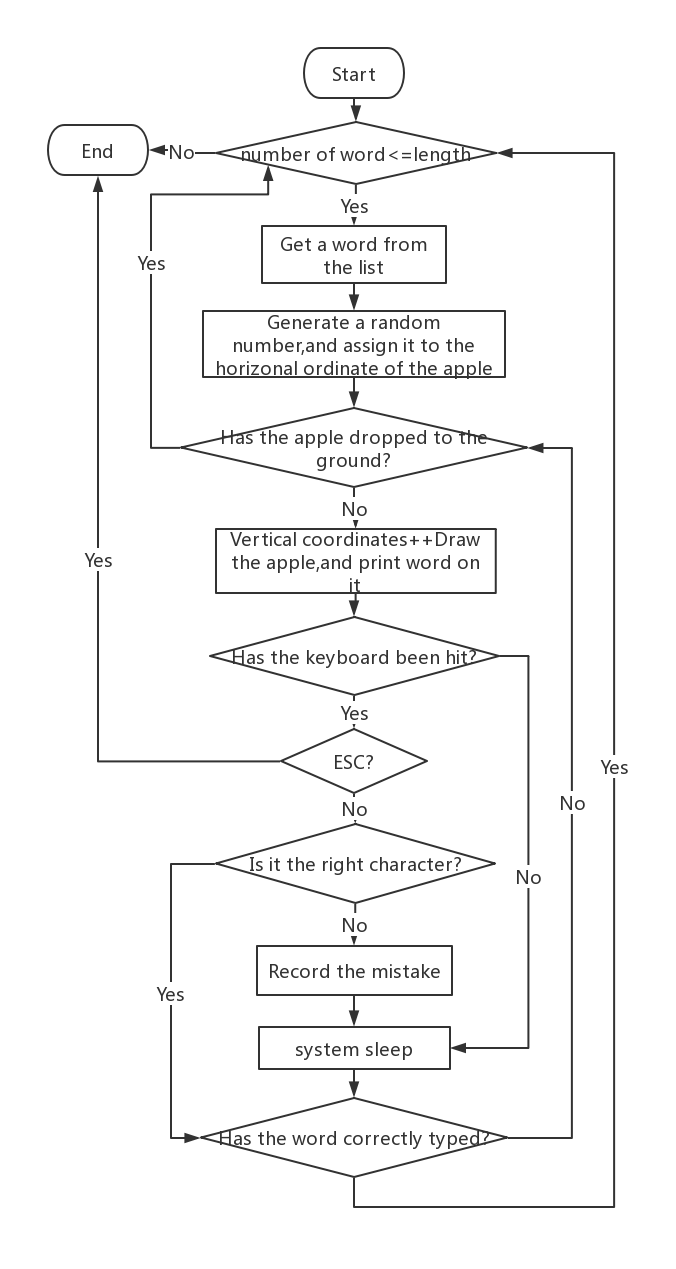 Start
End
No
number of word<=length
Yes
Get a word from
the list
Yes
Generate a random
number,and assign it to the
horizonal ordinate of the apple
Has the apple dropped to the
ground?
No
Vertical coordinates++Draw
the apple,and print word on
it
Yes
Has the keyboard been hit?
Yes
ESC?
Yes
No
No
Is it the right character?
No
No
Record the mistake
Yes
system sleep
Has the word correctly typed?